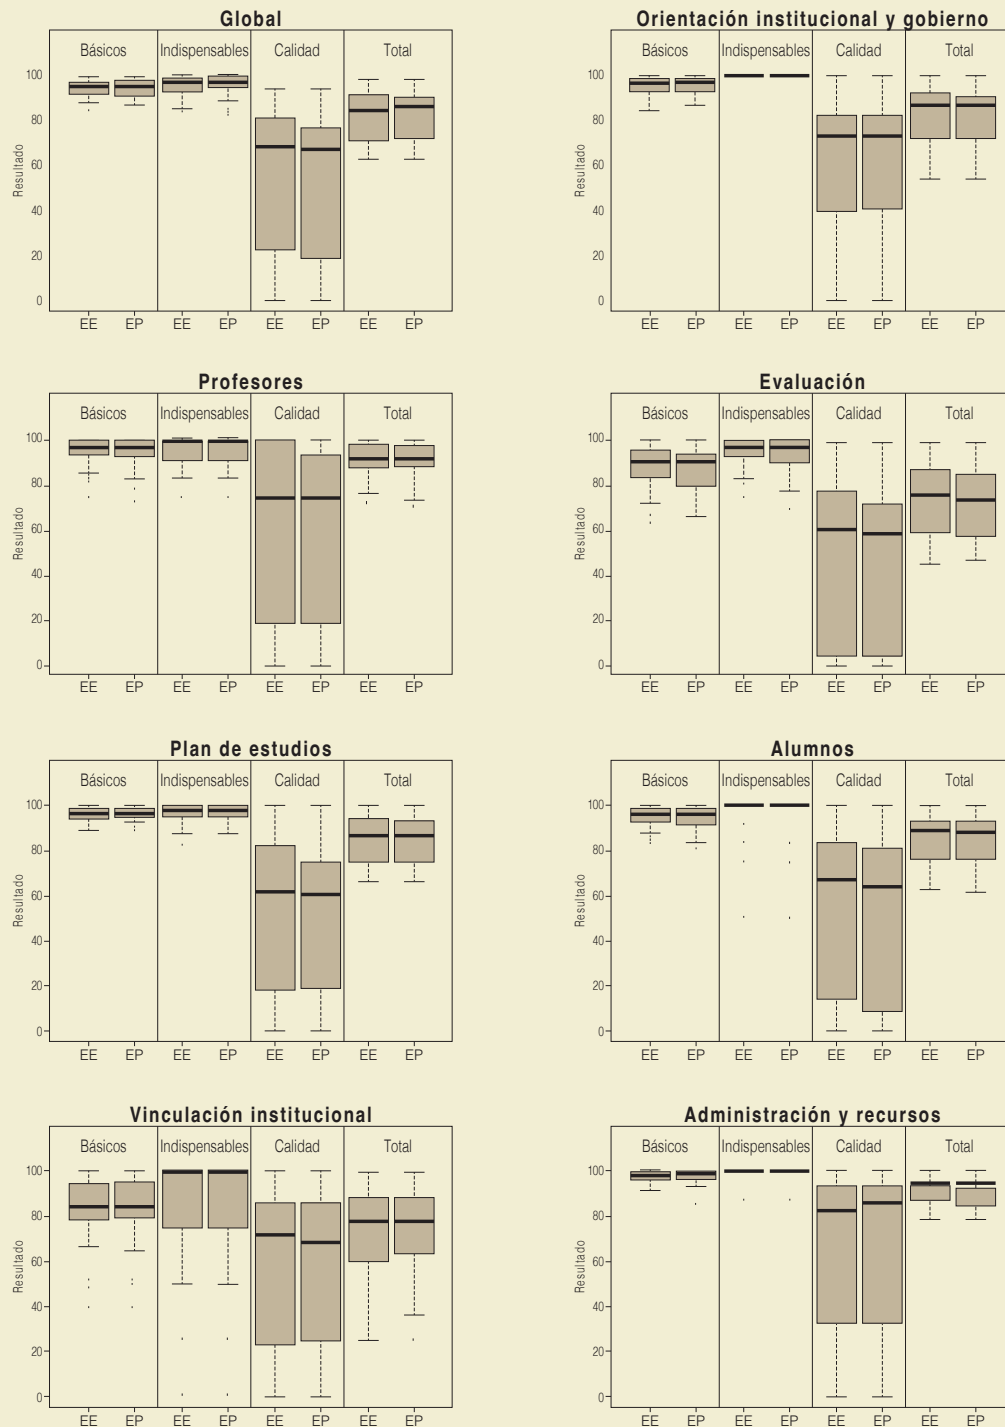 Global
Básicos Indispensables Calidad Total
Resultado
100
80
60
40
20
0
EE EP EE EP EE EP EE EP
Orientación institucional y gobierno
Básicos Indispensables Calidad Total
Resultado
100
80
60
40
20
0
EE EP EE EP EE EP EE EP
Profesores
Básicos Indispensables Calidad Total
Resultado
100
80
60
40
20
0
EE EP EE EP EE EP EE EP
Evaluación
Básicos Indispensables Calidad Total
Resultado
100
80
60
40
20
0
EE EP EE EP EE EP EE EP
Plan de estudios
Básicos Indispensables Calidad Total
Resultado
100
80
60
40
20
0
EE EP EE EP EE EP EE EP
Alumnos
Básicos Indispensables Calidad Total
Resultado
100
80
60
40
20
0
EE EP EE EP EE EP EE EP
Vinculación institucional
Básicos Indispensables Calidad Total
Resultado
100
80
60
40
20
0
EE EP EE EP EE EP EE EP
Administración y recursos
Básicos Indispensables Calidad Total
Resultado
100
80
60
40
20
0
EE EP EE EP EE EP EE EP